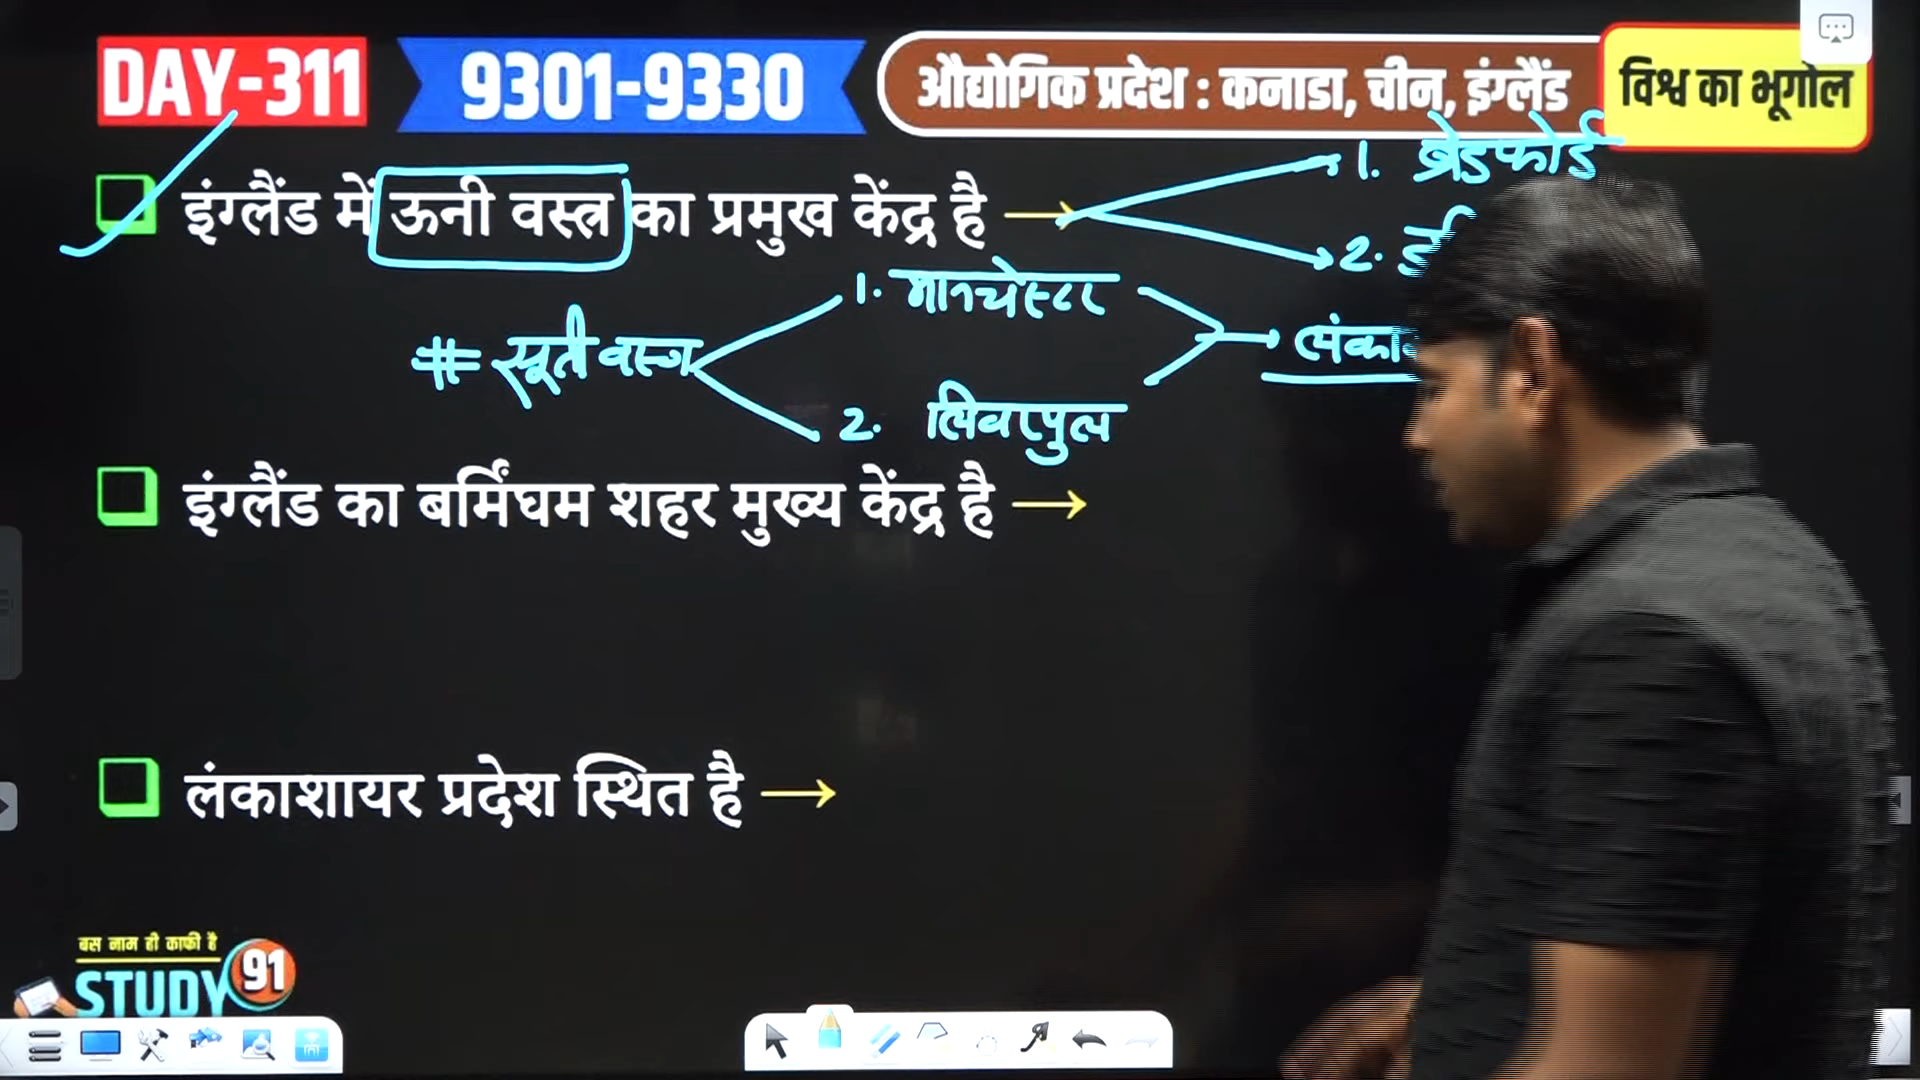 DAY-311
9301-9330
औद्योगिक प्रदेश : कनाडा, चीन, इंग्लैंड
विश्व का भूगोल
1. ब्रेडफोर्ड
इंग्लैंड में ऊनी वस्त्र का प्रमुख केंद्र है →
2.
1. मानचेस्टर
# सूती वस्त्र
2. लिवरपुल
इंग्लैंड का बर्मिंघम शहर मुख्य केंद्र है →
लंकाशायर प्रदेश स्थित है →
बस नाम ही काफी है
STUDY 91